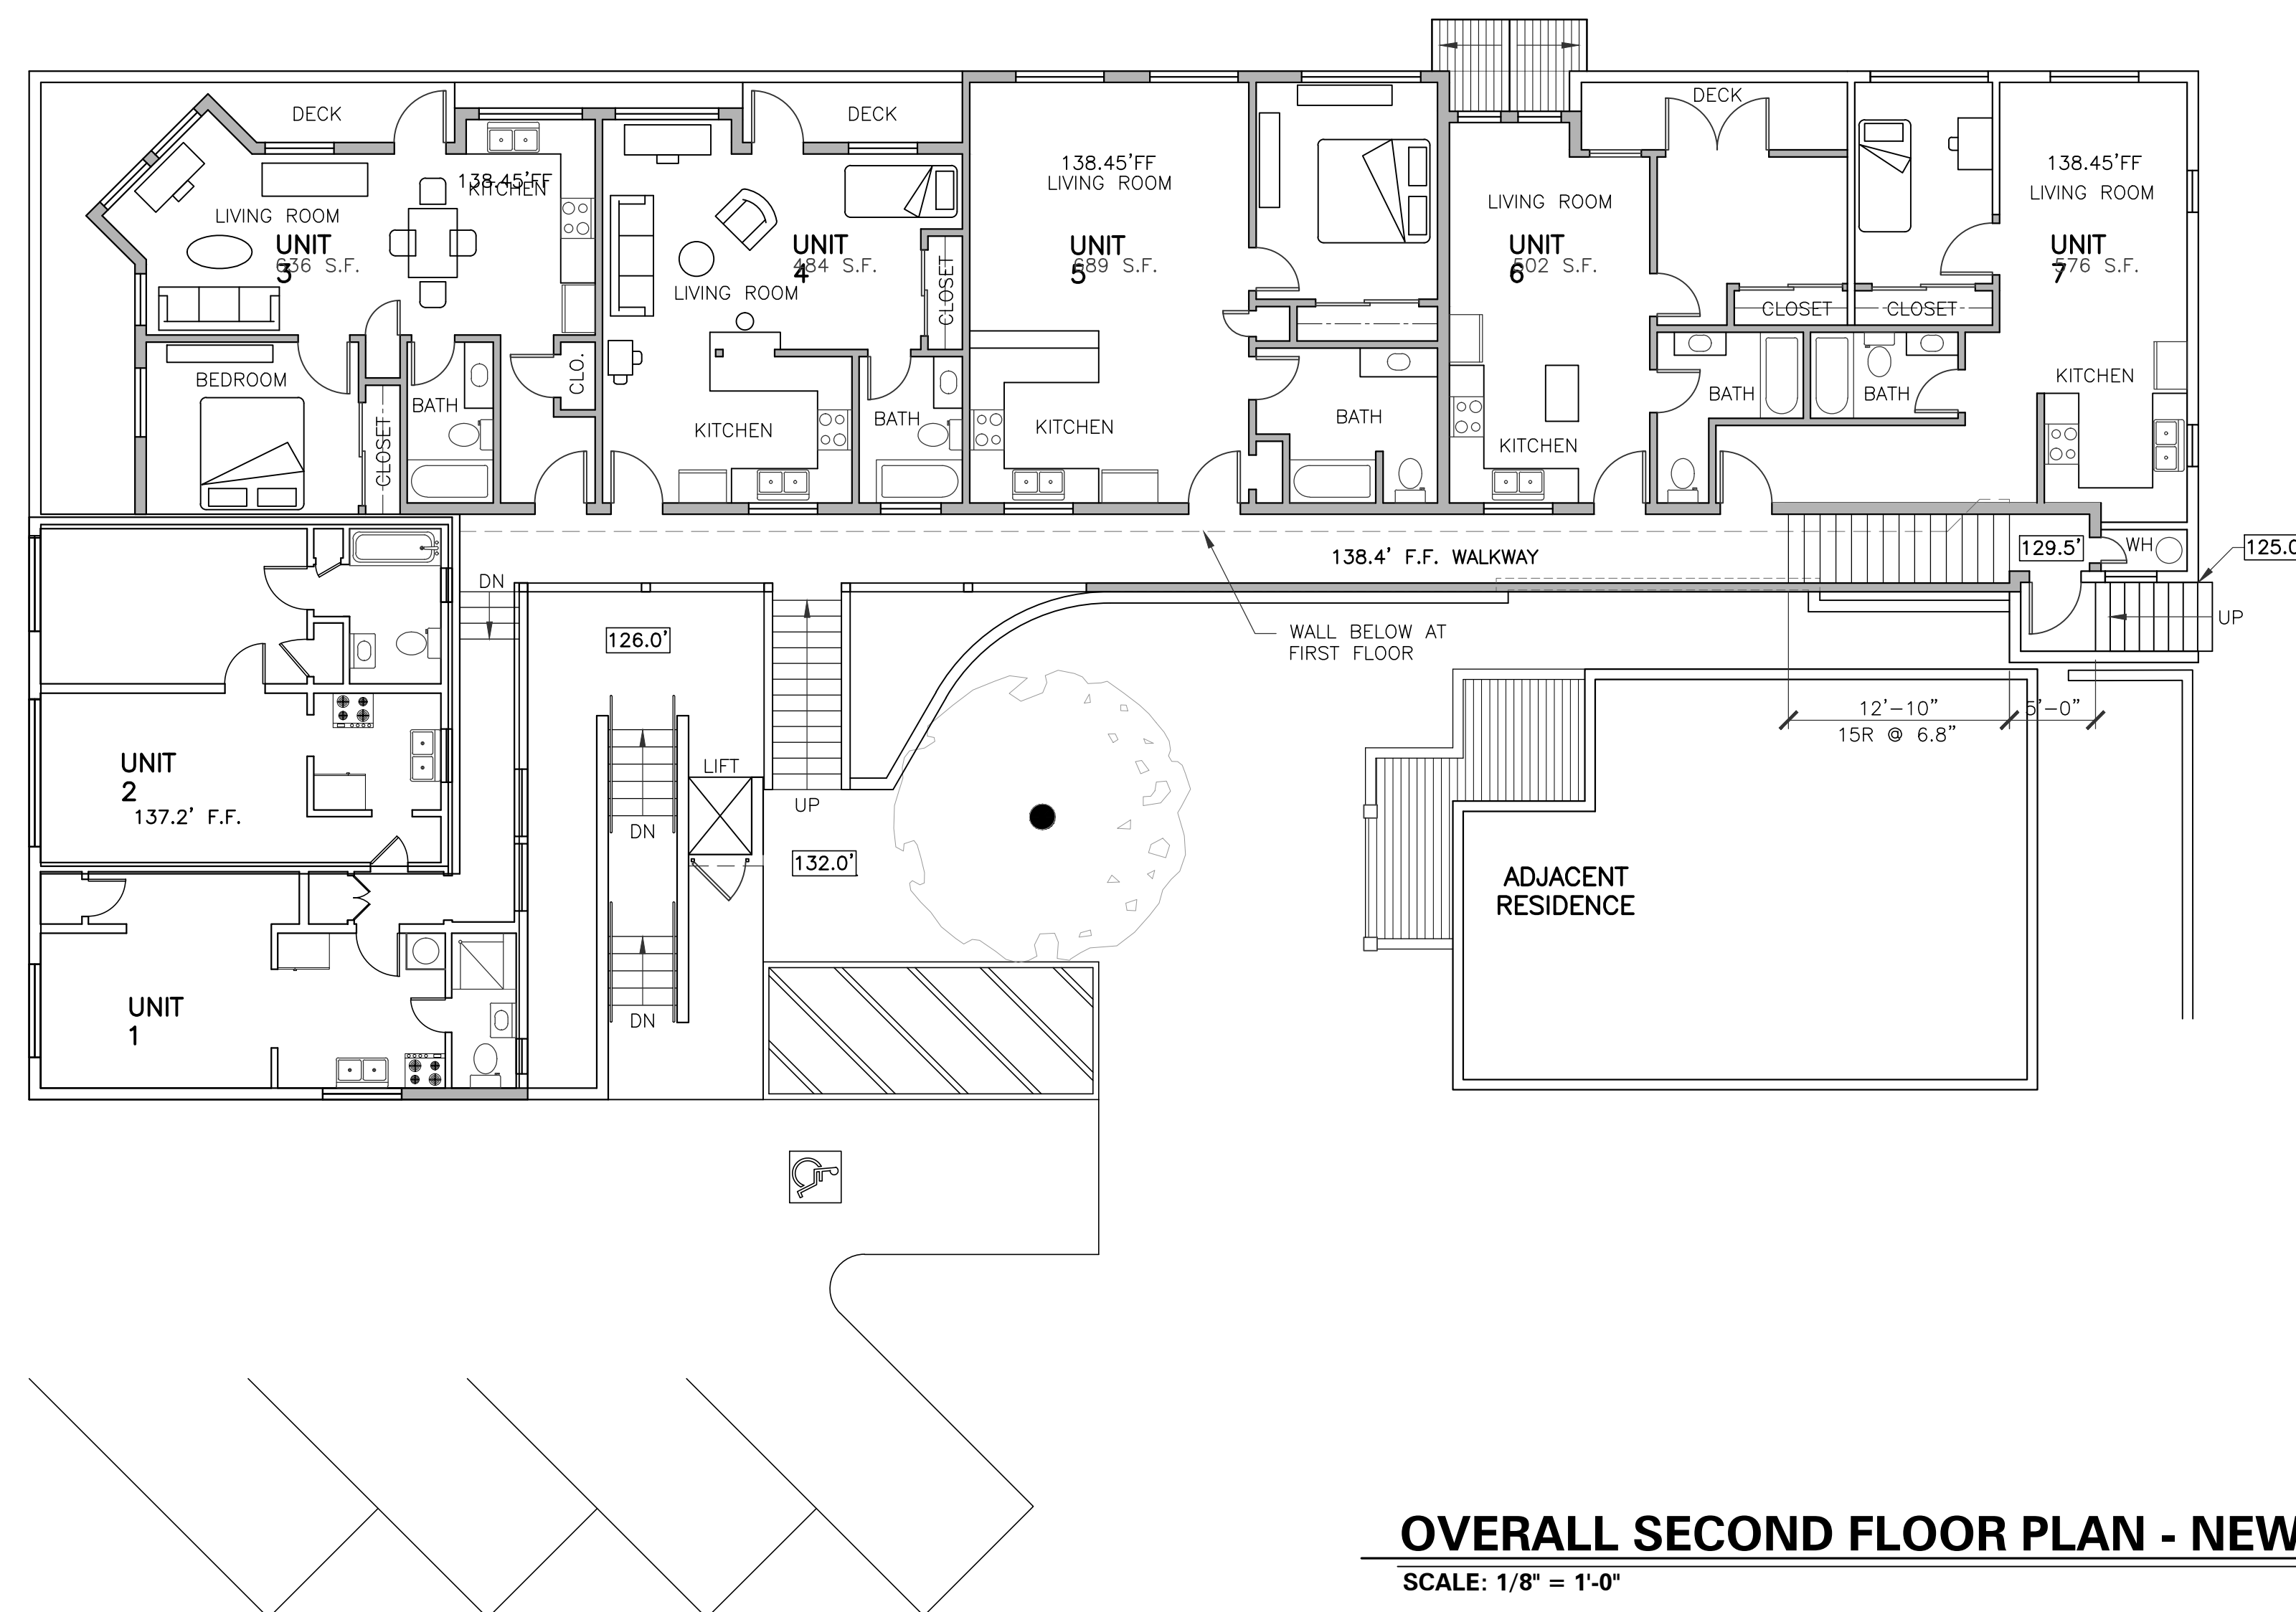 DECK
DECK
DECK
138.45'FF
KITCHEN
138.45'FF
LIVING ROOM
138.45'FF
LIVING ROOM
LIVING ROOM
LIVING ROOM
UNIT
3
636 S.F.
UNIT
4
484 S.F.
CLOSET
LIVING ROOM
UNIT
5
689 S.F.
UNIT
6
502 S.F.
UNIT
7
576 S.F.
CLOSET
CLOSET
BEDROOM
CLOSET
BATH
CLO.
KITCHEN
BATH
KITCHEN
BATH
KITCHEN
BATH
BATH
KITCHEN
138.4' F.F. WALKWAY
129.5'
WH
125.0
DN
126.0'
WALL BELOW AT
FIRST FLOOR
UP
12'-10"
5'-0"
15R @ 6.8"
UNIT
2
137.2' F.F.
LIFT
UP
DN
132.0'
ADJACENT
RESIDENCE
UNIT
1
DN
OVERALL SECOND FLOOR PLAN - NEW
SCALE: 1/8" = 1'-0"